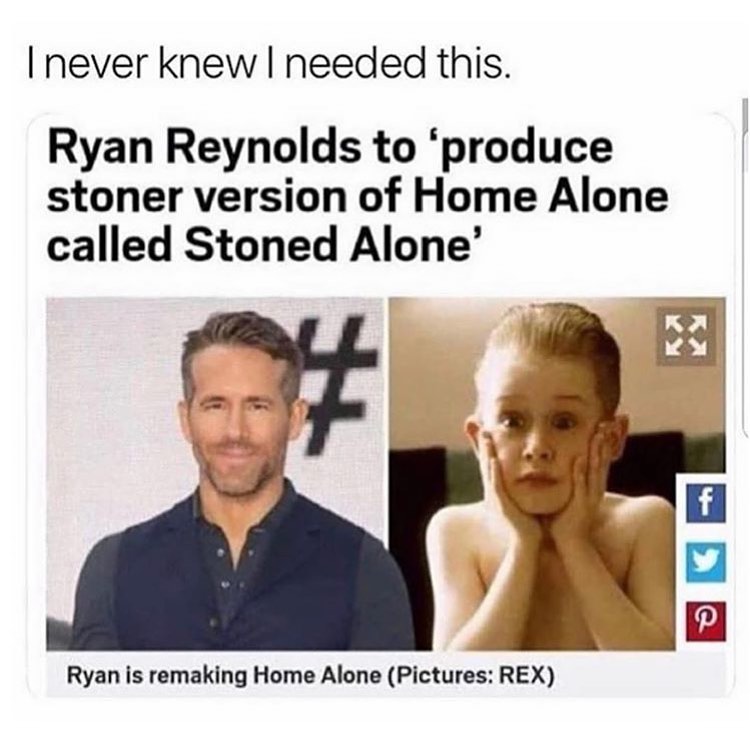 I never knew I needed this.
Ryan Reynolds to ‘produce
stoner version of Home Alone
called Stoned Alone’
#
f
Ryan is remaking Home Alone (Pictures: REX)